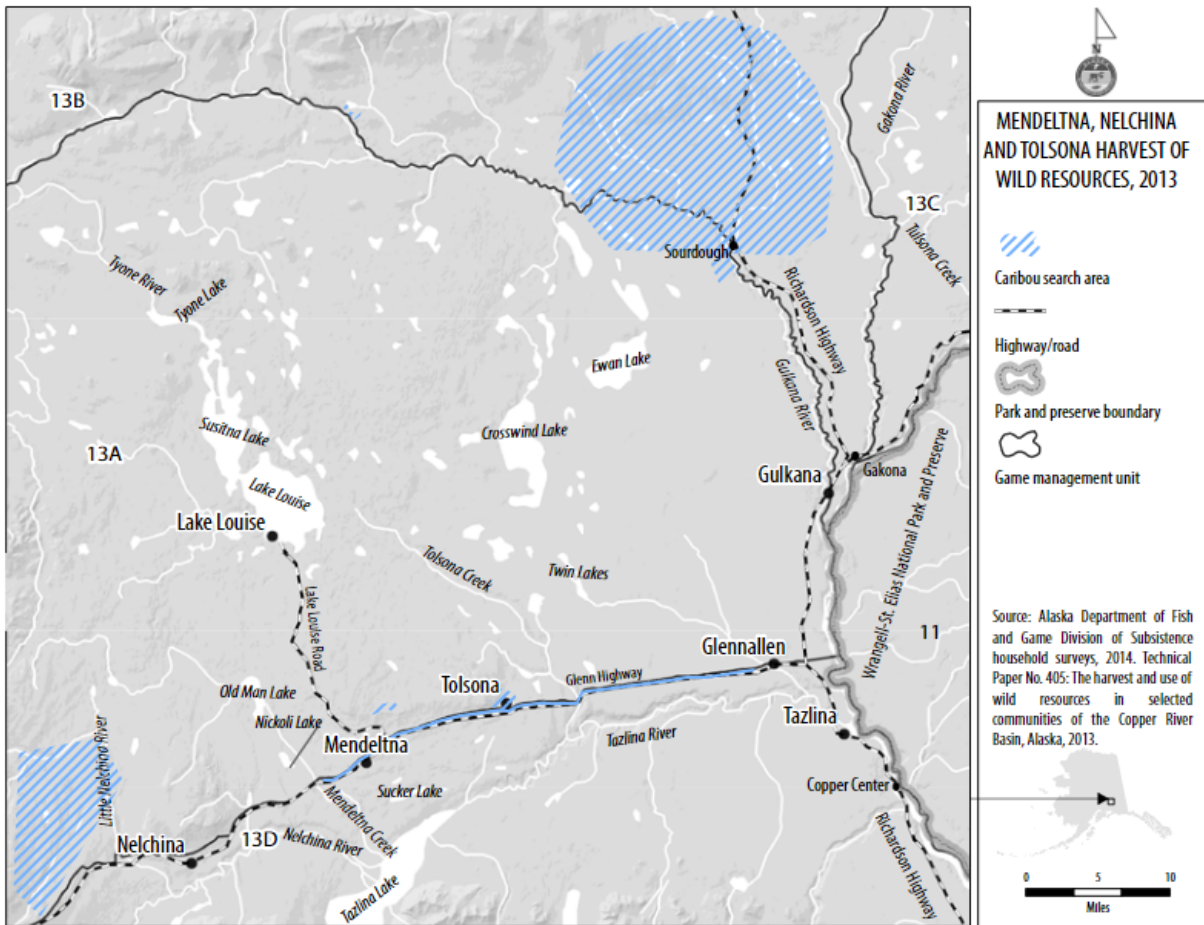 13B
Gakona River
N
MENDELTNA, NELCHINA
AND TOLSONA HARVEST OF
WILD RESOURCES, 2013
13C
Tulsona Creek
Sourdough
Caribou search area
Tyone River
Tyone Lake
Richardson Highway
Highway/road
Ewan Lake
Gulkana River
Park and preserve boundary
Susitna Lake
Crosswind Lake
13A
Gakona
Game management unit
Gulkana
Lake Louise
Lake Louise
Wrangell-St. Elias National Park and Preserve
Tolsona Creek
Twin Lakes
Lake Louise Road
11
Glennallen
Glenn Highway
Source: Alaska Department of Fish
and Game Division of Subsistence
household surveys, 2014. Technical
Paper No. 405: The harvest and use of
wild resources in selected
communities of the Copper River
Basin, Alaska, 2013.
Old Man Lake
Tolsona
Nickoli Lake
Tazlina
Tazlina River
Mendeltna
Little Nelchina River
Sucker Lake
Copper Center
Mendeltna Creek
13D
Nelchina River
Nelchina
Tazlina Lake
Richardson Highway
0 5 10
Miles